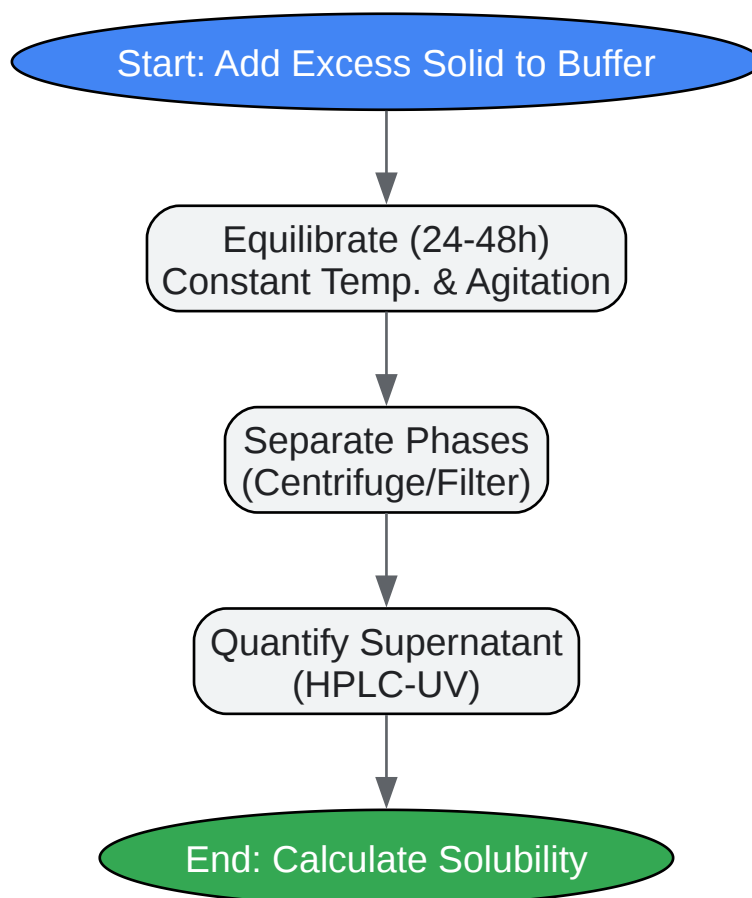 Start: Add Excess Solid to Buffer
Equilibrate (24-48h)
Constant Temp. & Agitation
Separate Phases
(Centrifuge/Filter)
Quantify Supernatant
(HPLC-UV)
End: Calculate Solubility